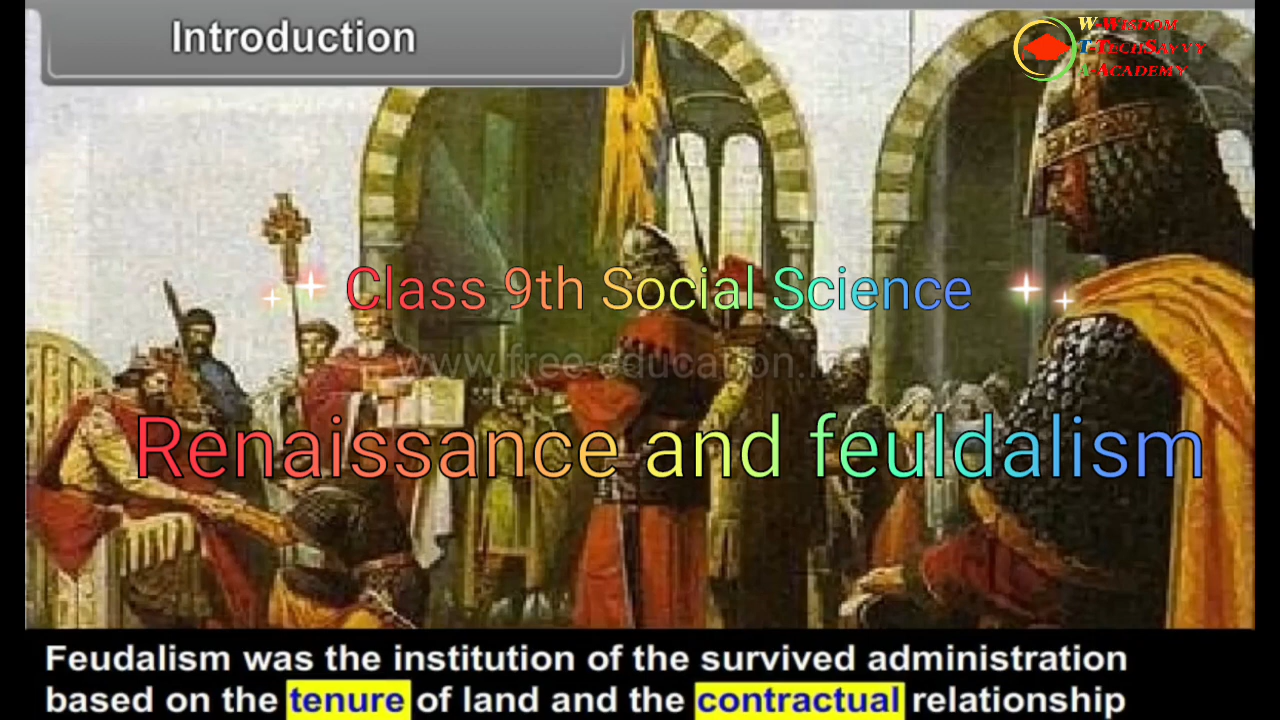 Introduction
W-Wisdom
T-TechSavvy
A-Academy
Class 9th Social Science
www.free-education.in
Renaissance and feuldalism
Feudalism was the institution of the survived administration
based on the tenure of land and the contractual relationship